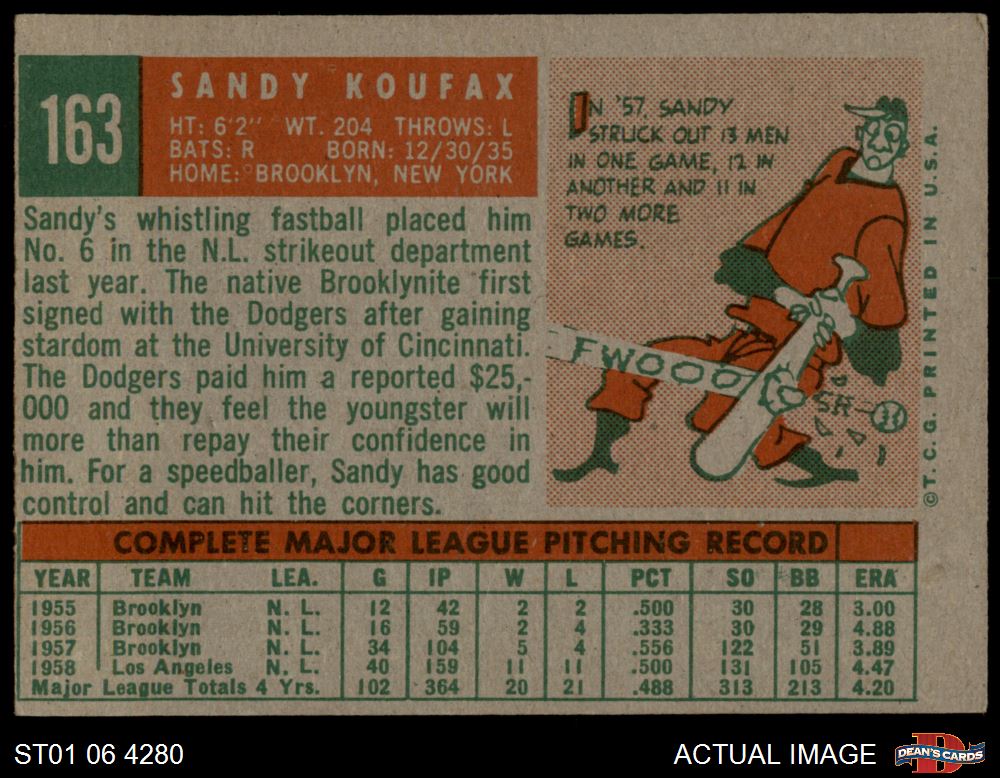 163
SANDY KOUFAX
HT: 6'2" WT. 204 THROWS: L
BATS: R BORN: 12/30/35
HOME: BROOKLYN, NEW YORK
Sandy's whistling fastball placed him
No. 6 in the N.L. strikeout department
last year. The native Brooklynite first
signed with the Dodgers after gaining
stardom at the University of Cincinnati.
The Dodgers paid him a reported $25,-
000 and they feel the youngster will
more than repay their confidence in
him. For a speedballer, Sandy has good
control and can hit the corners.
IN '57, SANDY
STRUCK OUT 13 MEN
IN ONE GAME, 12 IN
ANOTHER AND 11 IN
TWO MORE
GAMES.
FWOOO
SH-
©T. C. G. PRINTED IN U.S.A.
COMPLETE MAJOR LEAGUE PITCHING RECORD
YEAR TEAM LEA. G IP W L PCT SO BB ERA
1955 Brooklyn N. L. 12 42 2 2 .500 30 28 3.00
1956 Brooklyn N. L. 16 59 2 4 .333 30 29 4.88
1957 Brooklyn N. L. 34 104 5 4 .556 122 51 3.89
1958 Los Angeles N. L. 40 159 11 11 .500 131 105 4.47
Major League Totals 4 Yrs. 102 364 20 21 .488 313 213 4.20
ST01 06 4280
ACTUAL IMAGE
DEAN'S CARDS